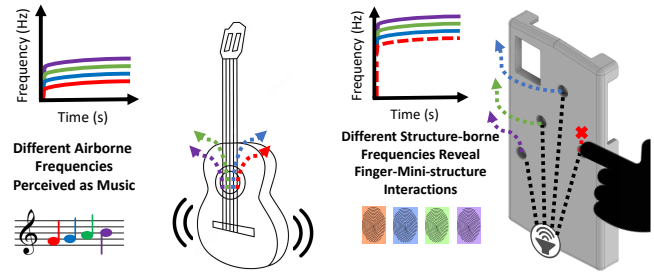 Frequency (Hz)
Time (s)
Different Airborne
Frequencies
Perceived as Music
Frequency (Hz)
Time (s)
Different Structure-borne
Frequencies Reveal
Finger-Mini-structure
Interactions